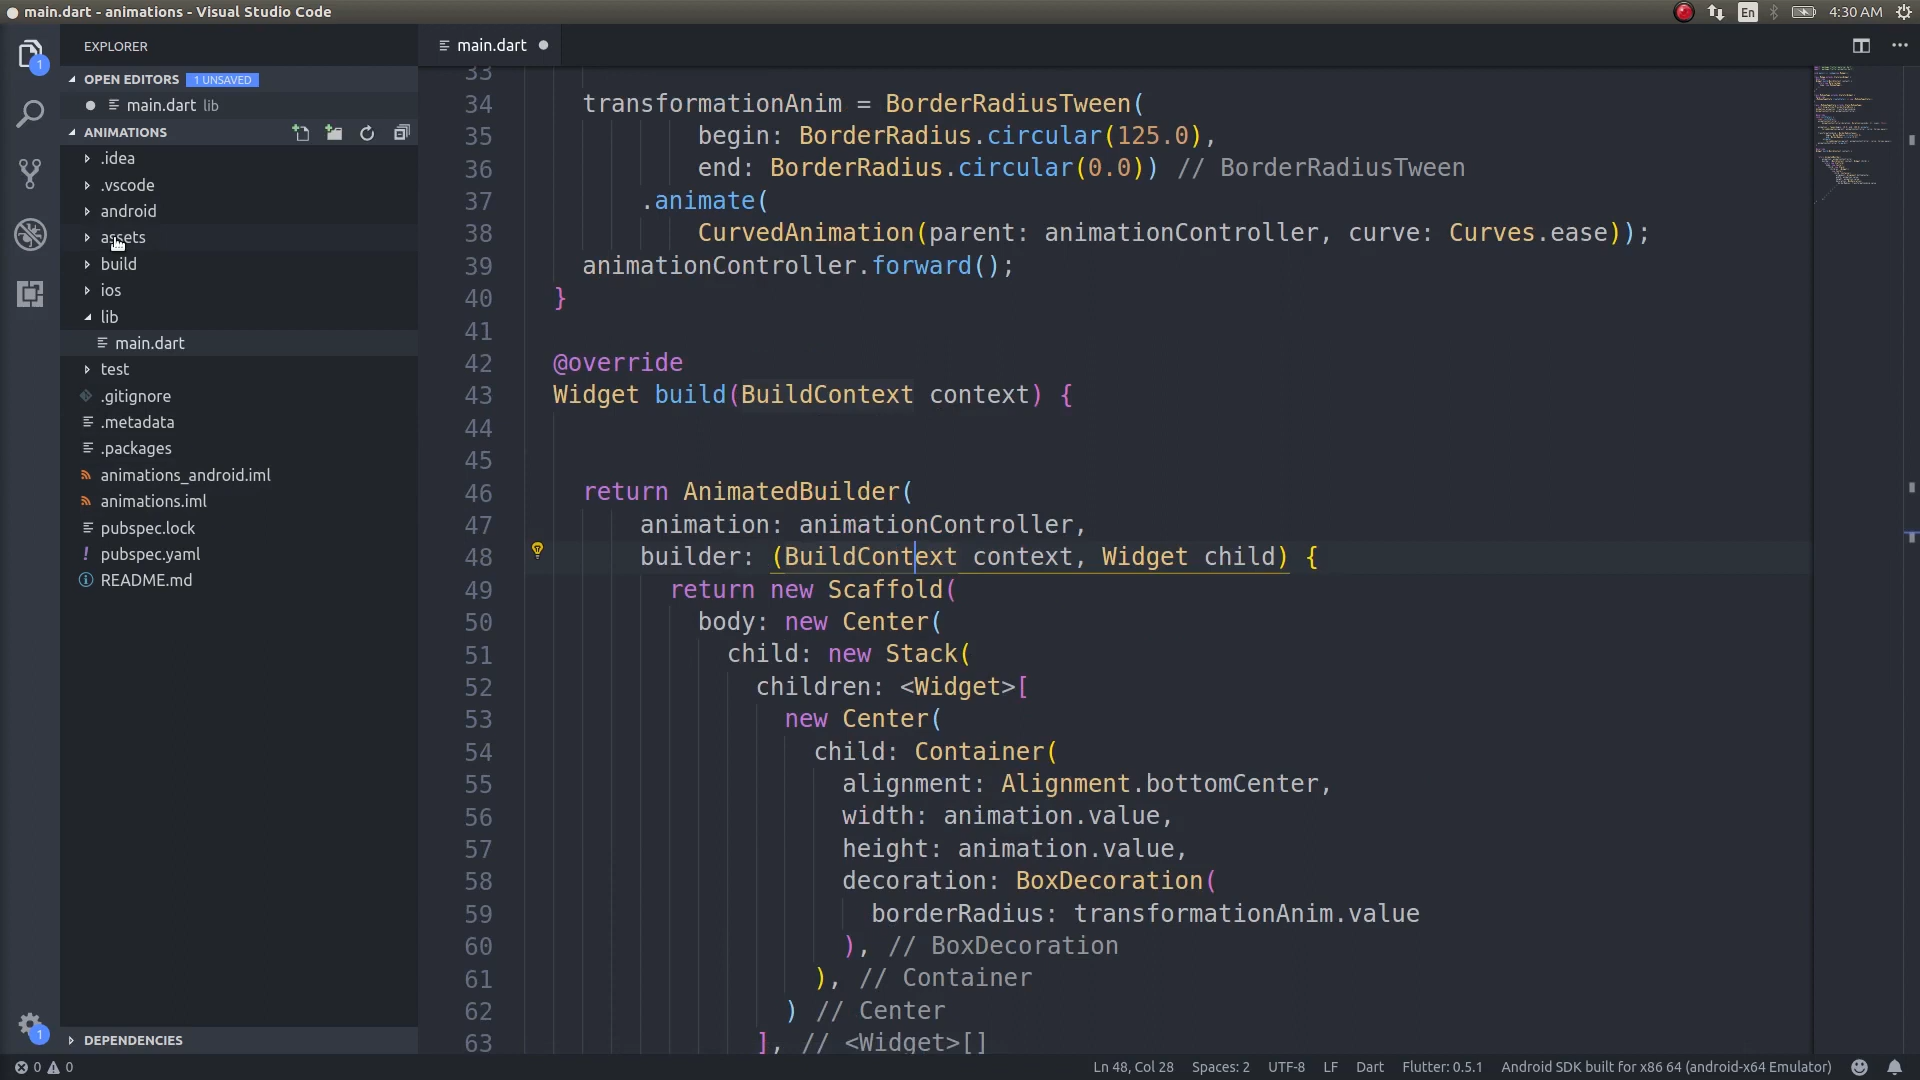 main.dart - animations - Visual Studio Code
En
4:30 AM
EXPLORER
main.dart
OPEN EDITORS 1 UNSAVED
main.dart lib
ANIMATIONS
.idea
.vscode
android
assets
build
ios
lib
main.dart
test
.gitignore
.metadata
.packages
animations_android.iml
animations.iml
pubspec.lock
pubspec.yaml
README.md
DEPENDENCIES
1
1
33
34 transformationAnim = BorderRadiusTween(
35 begin: BorderRadius.circular(125.0),
36 end: BorderRadius.circular(0.0)) // BorderRadiusTween
37 .animate(
38 CurvedAnimation(parent: animationController, curve: Curves.ease));
39 animationController.forward();
40 }
41
42 @override
43 Widget build(BuildContext context) {
44
45
46 return AnimatedBuilder(
47 animation: animationController,
48 builder: (BuildContext context, Widget child) {
49 return new Scaffold(
50 body: new Center(
51 child: new Stack(
52 children: <Widget>[
53 new Center(
54 child: Container(
55 alignment: Alignment.bottomCenter,
56 width: animation.value,
57 height: animation.value,
58 decoration: BoxDecoration(
59 borderRadius: transformationAnim.value
60 ), // BoxDecoration
61 ), // Container
62 ) // Center
63 ], // <Widget>[]
0 0 Ln 48, Col 28 Spaces: 2 UTF-8 LF Dart Flutter: 0.5.1 Android SDK built for x86 64 (android-x64 Emulator)